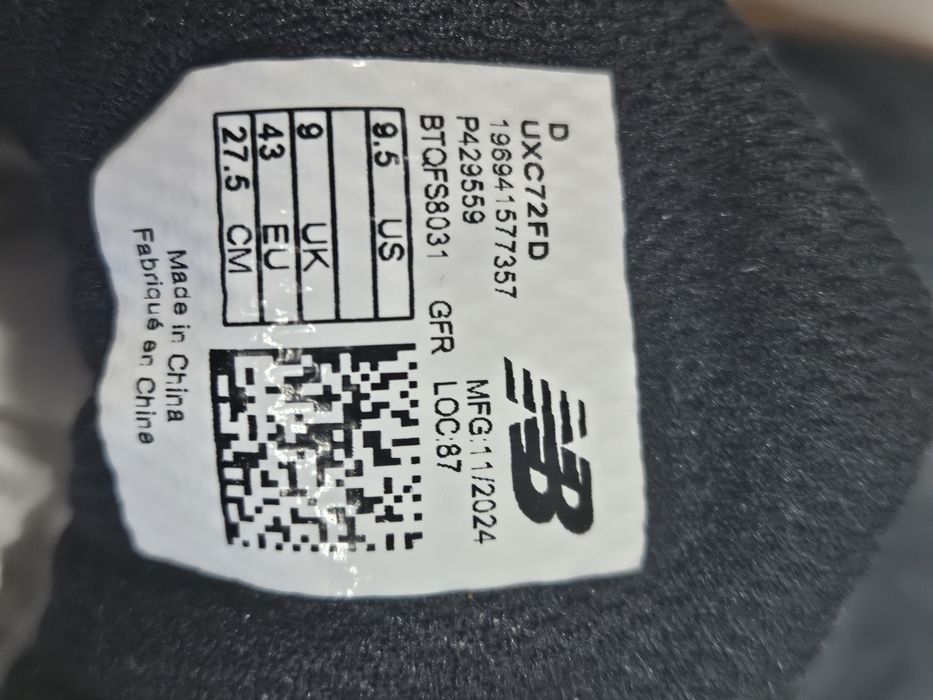 D
UXC72FD
196941577357
P429559 MFG:11/2024
BTQFS8031 GFR LOC:87
NB
9.5 US
9 UK
43 EU
27.5 CM
Made in China
Fabriqué en Chine